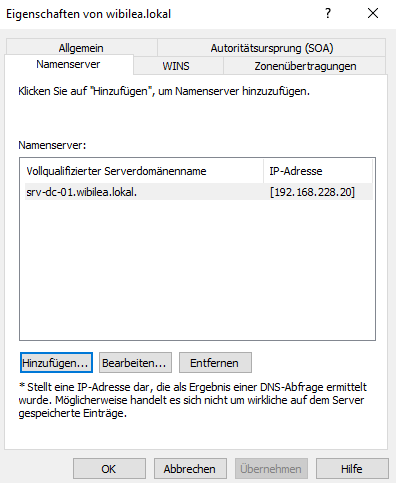 Eigenschaften von wibilea.lokal
Allgemein Autoritätsursprung (SOA)
Namenserver WINS Zonenübertragungen
Klicken Sie auf "Hinzufügen", um Namenserver hinzuzufügen.
Namenserver:
Vollqualifizierter Serverdomänenname IP-Adresse
srv-dc-01.wibilea.lokal. [192.168.228.20]
Hinzufügen... Bearbeiten... Entfernen
* Stellt eine IP-Adresse dar, die als Ergebnis einer DNS-Abfrage ermittelt
wurde. Möglicherweise handelt es sich nicht um wirkliche auf dem Server
gespeicherte Einträge.
OK Abbrechen Übernehmen Hilfe